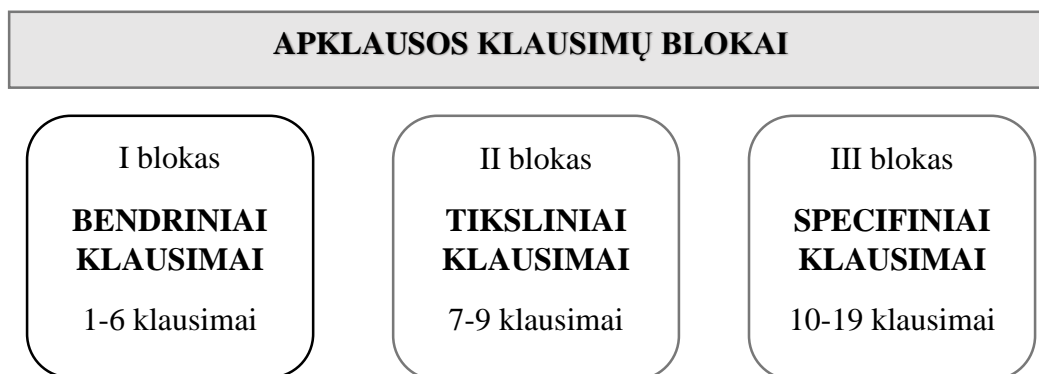 APKLAUSOS KLAUSIMŲ BLOKAI
I blokas
BENDRINIAI
KLAUSIMAI
1-6 klausimai
II blokas
TIKSLINIAI
KLAUSIMAI
7-9 klausimai
III blokas
SPECIFINIAI
KLAUSIMAI
10-19 klausimai